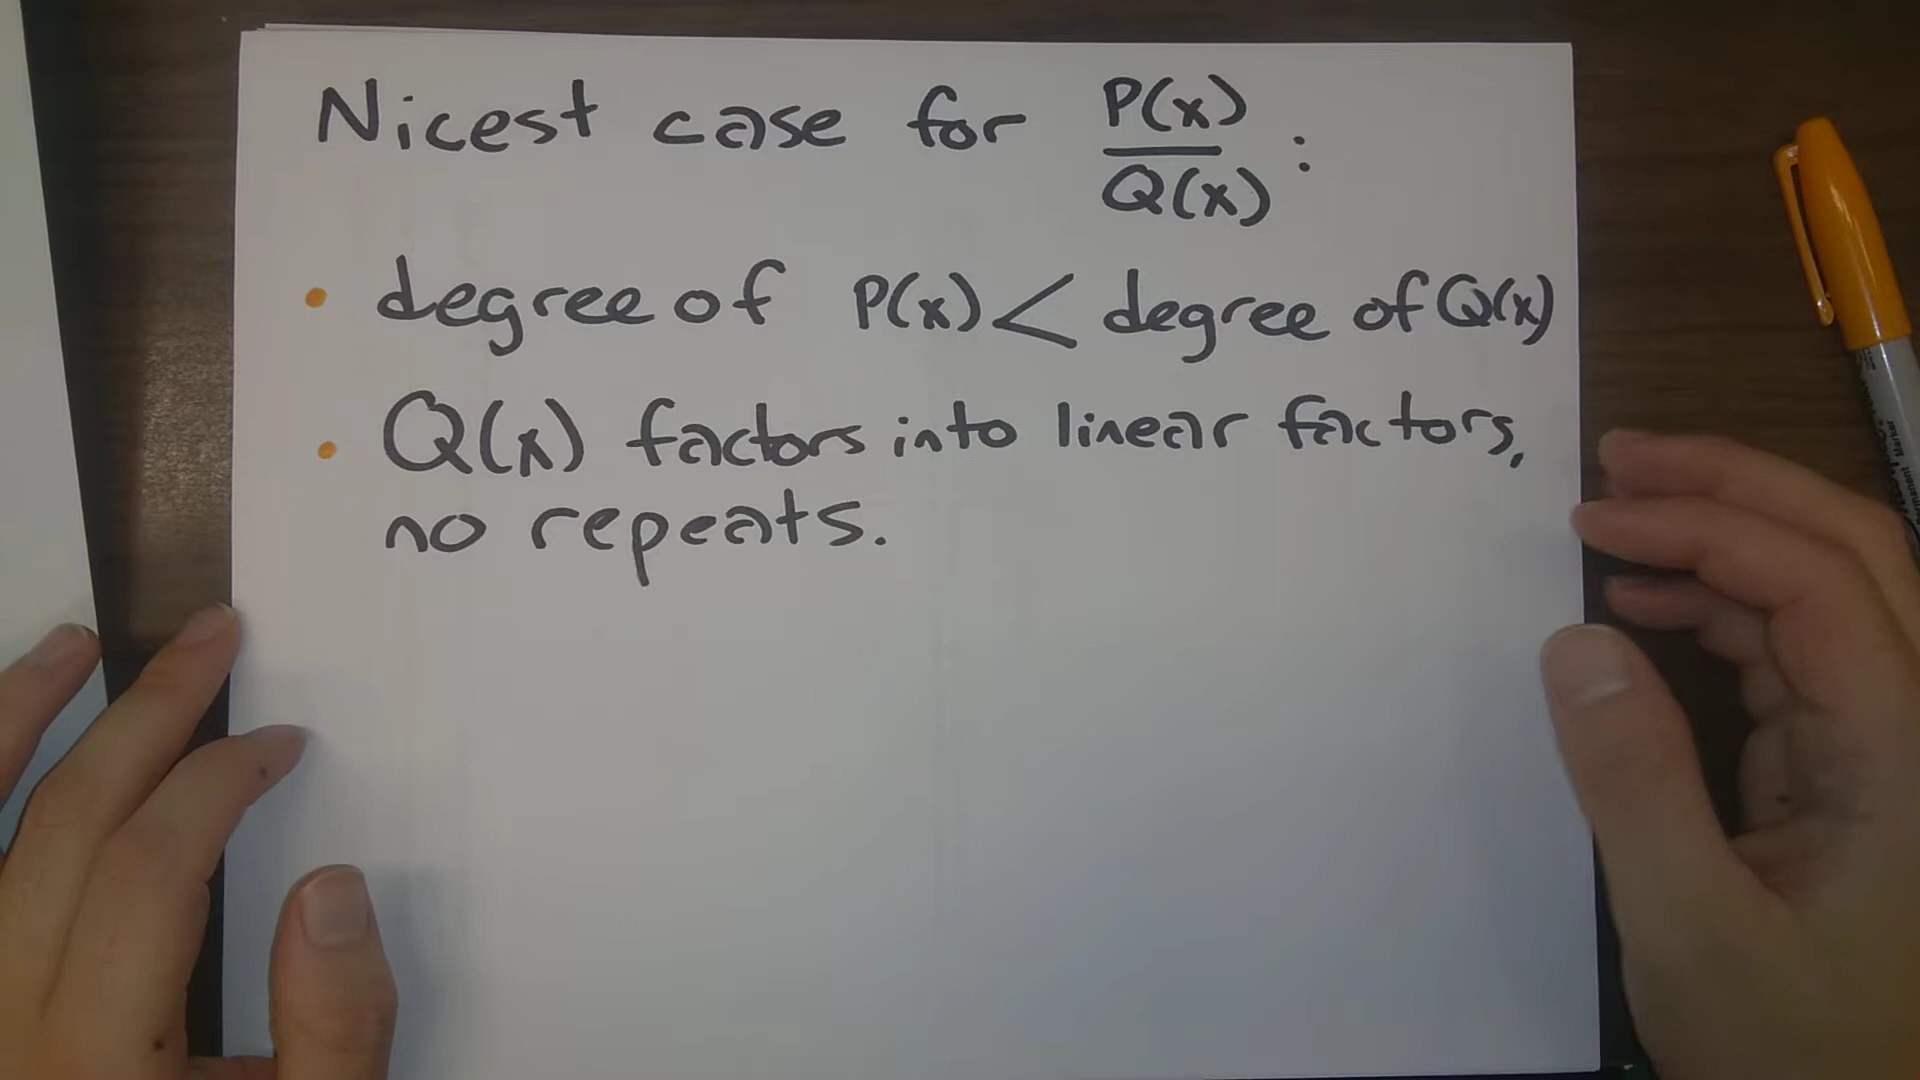 Nicest case for P(x)/Q(x) :
• degree of P(x) < degree of Q(x)
• Q(x) factors into linear factors,
no repeats.